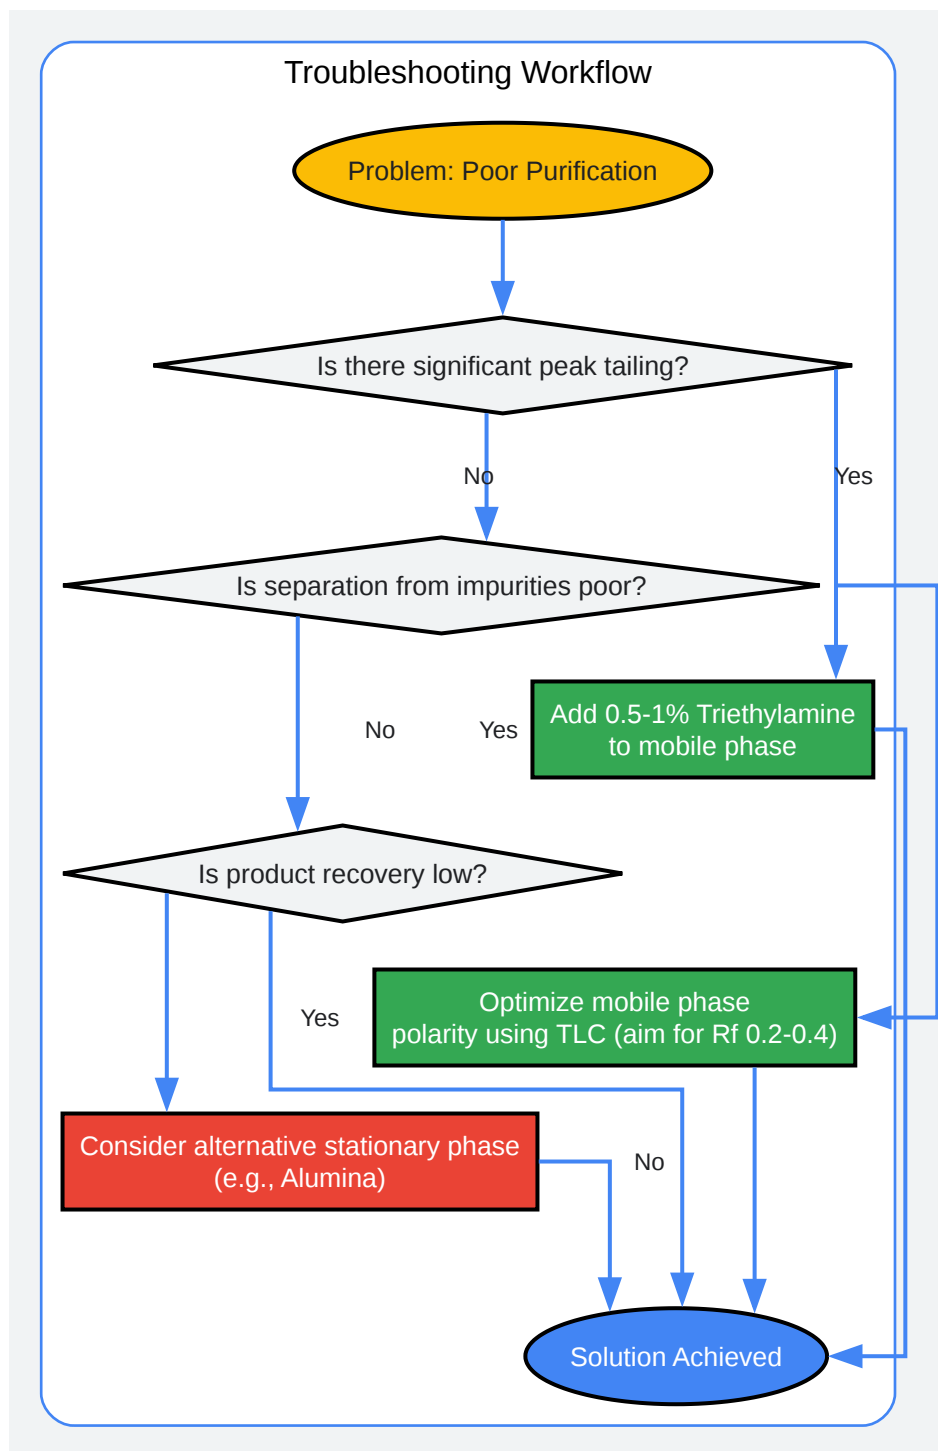 Troubleshooting Workflow
Problem: Poor Purification
Is there significant peak tailing?
No
Yes
Is separation from impurities poor?
No
Yes
Add 0.5-1% Triethylamine
to mobile phase
Is product recovery low?
Yes
Optimize mobile phase
polarity using TLC (aim for Rf 0.2-0.4)
Consider alternative stationary phase
(e.g., Alumina)
No
Solution Achieved